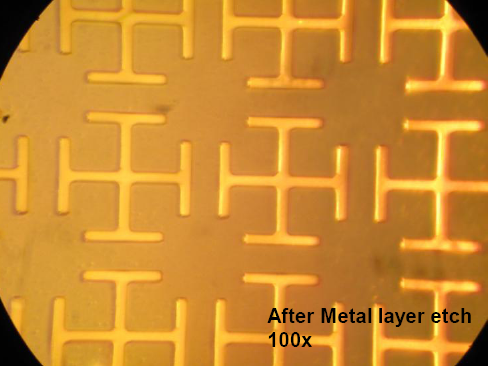 After Metal layer etch
100x